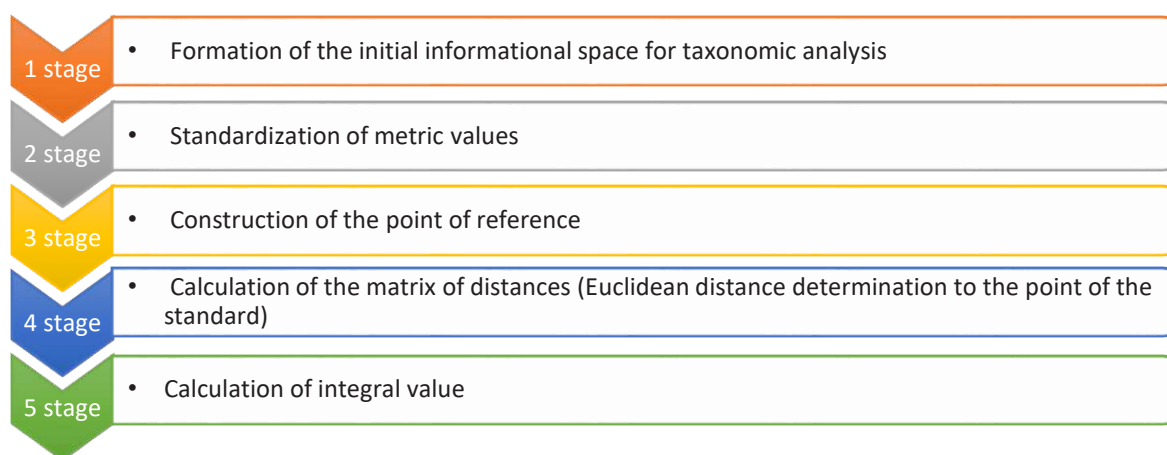 1 stage
• Formation of the initial informational space for taxonomic analysis
2 stage
• Standardization of metric values
3 stage
• Construction of the point of reference
4 stage
• Calculation of the matrix of distances (Euclidean distance determination to the point of the
standard)
5 stage
• Calculation of integral value